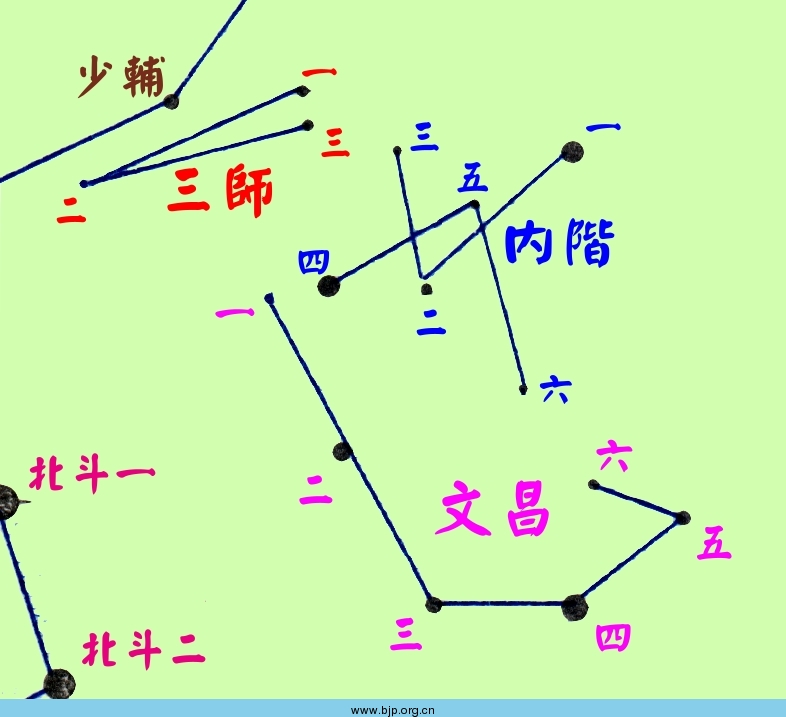 少輔
一
三
二
三師
三
一
五
内階
四
二
六
一
北斗一
二
文昌
六
五
三
四
北斗二
www.bjp.org.cn